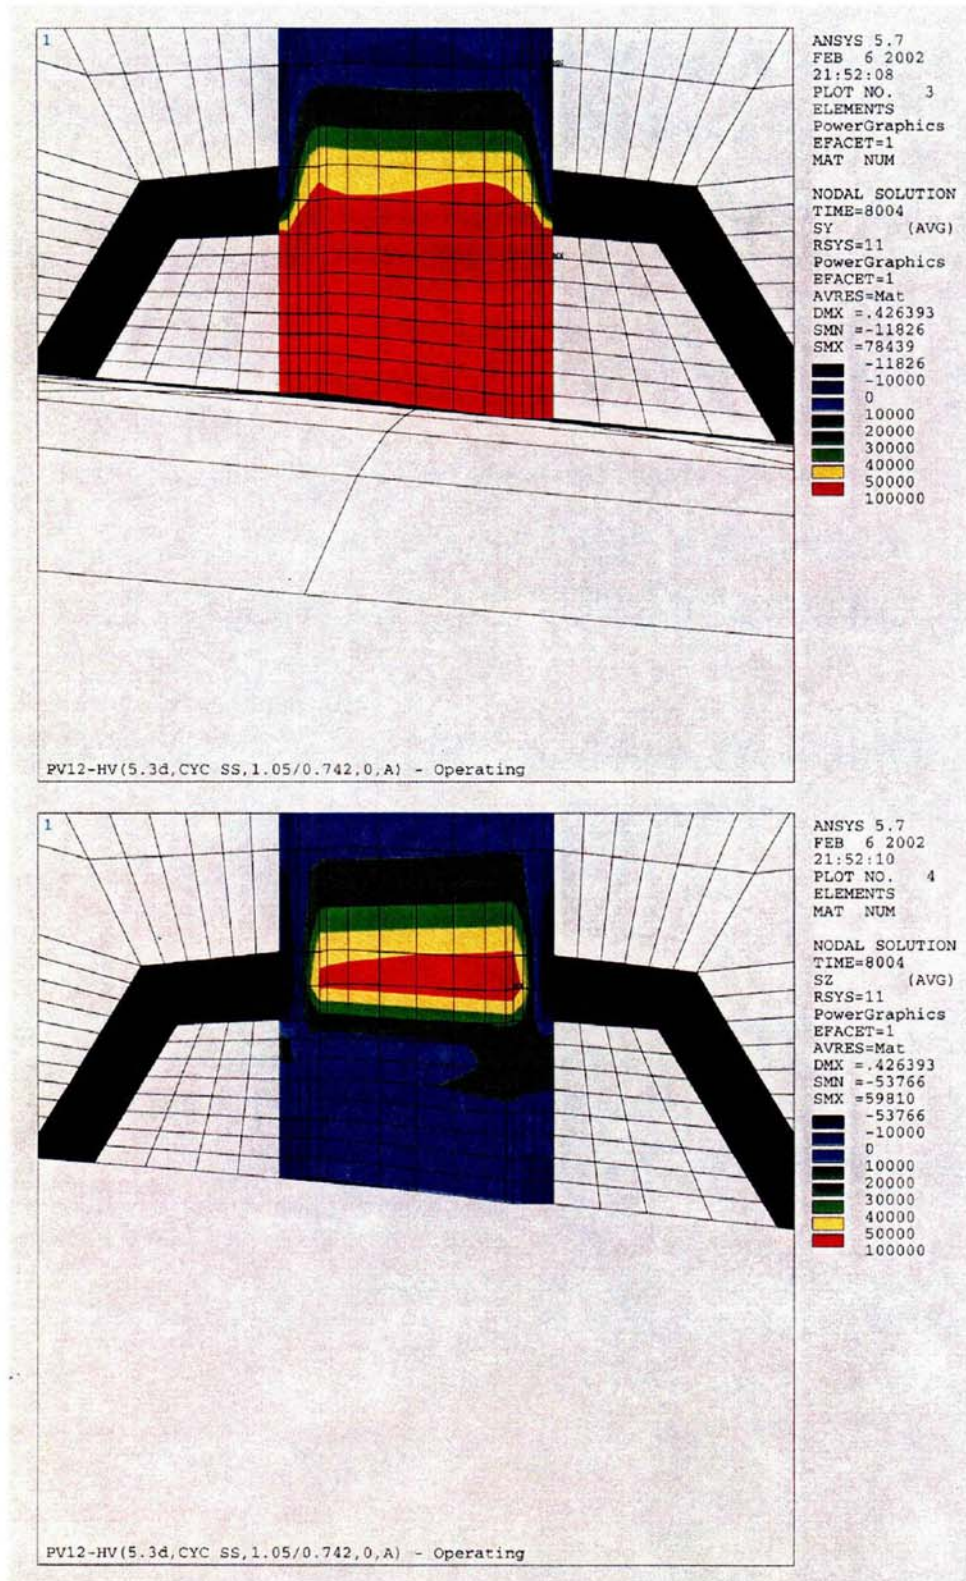 1
ANSYS 5.7
FEB 6 2002
21:52:08
PLOT NO. 3
ELEMENTS
PowerGraphics
EFACET=1
MAT NUM
NODAL SOLUTION
TIME=8004
SY (AVG)
RSYS=11
PowerGraphics
EFACET=1
AVRES=Mat
DMX =.426393
SMN =-11826
SMX =78439
-11826
-10000
0
10000
20000
30000
40000
50000
100000
PV12-HV(5.3d,CYC SS,1.05/0.742,0,A) - Operating
1
ANSYS 5.7
FEB 6 2002
21:52:10
PLOT NO. 4
ELEMENTS
MAT NUM
NODAL SOLUTION
TIME=8004
SZ (AVG)
RSYS=11
PowerGraphics
EFACET=1
AVRES=Mat
DMX =.426393
SMN =-53766
SMX =59810
-53766
-10000
0
10000
20000
30000
40000
50000
100000
PV12-HV(5.3d,CYC SS,1.05/0.742,0,A) - Operating